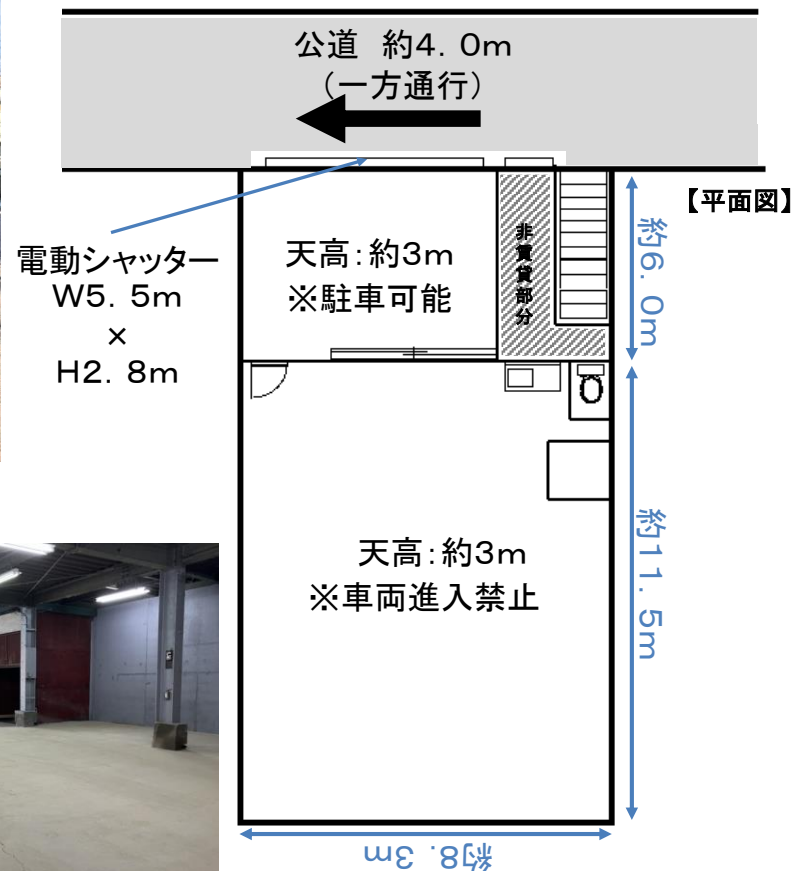 公道 約4．0m
（一方通行）
【平面図】
電動シャッター
W5．5m
×
H2．8m
天高：約3m
※駐車可能
非賃貸部分
約6．0m
天高：約3m
※車両進入禁止
約11．5m
約8．3m